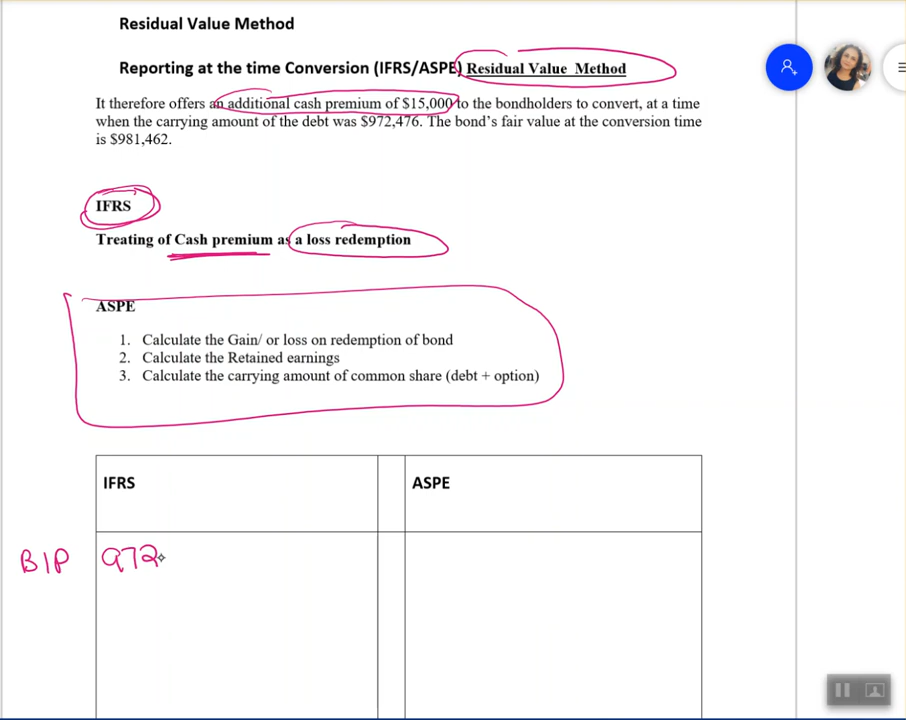 Residual Value Method
Reporting at the time Conversion (IFRS/ASPE) Residual Value Method
It therefore offers an additional cash premium of $15,000 to the bondholders to convert, at a time
when the carrying amount of the debt was $972,476. The bond’s fair value at the conversion time
is $981,462.
IFRS
Treating of Cash premium as a loss redemption
ASPE
1. Calculate the Gain/ or loss on redemption of bond
2. Calculate the Retained earnings
3. Calculate the carrying amount of common share (debt + option)
IFRS ASPE
B/P 972